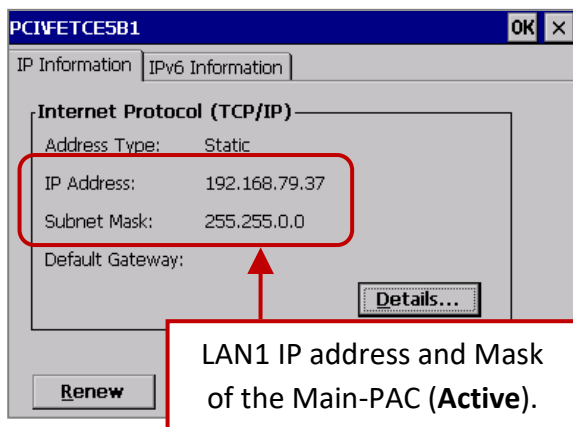 PCI\FETCE5B1 OK ×
IP Information IPv6 Information
Internet Protocol (TCP/IP)
Address Type: Static
IP Address: 192.168.79.37
Subnet Mask: 255.255.0.0
Default Gateway:
Details...
LAN1 IP address and Mask
of the Main-PAC (Active).
Renew